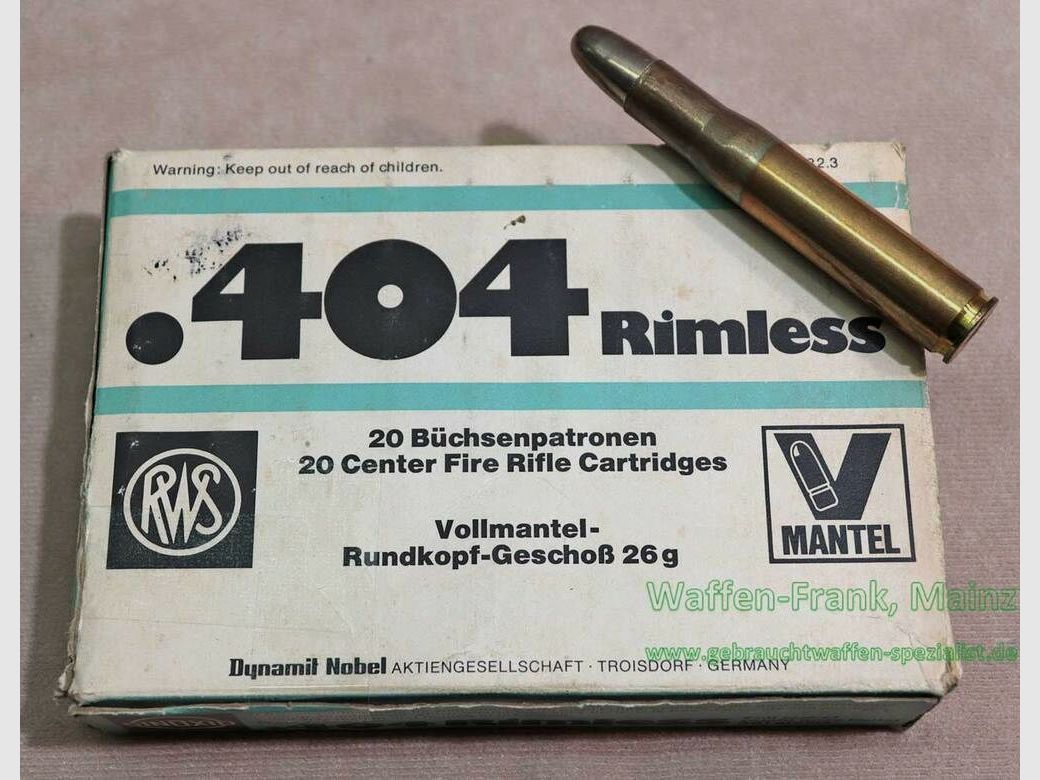 Warning: Keep out of reach of children.
.404 Rimless
RWS
20 Büchsenpatronen
20 Center Fire Rifle Cartridges
Vollmantel-
Rundkopf-Geschoß 26 g
V
MANTEL
Waffen-Frank, Mainz
www.gebrauchtwaffen-spezialist.de
Dynamit Nobel AKTIENGESELLSCHAFT · TROISDORF · GERMANY